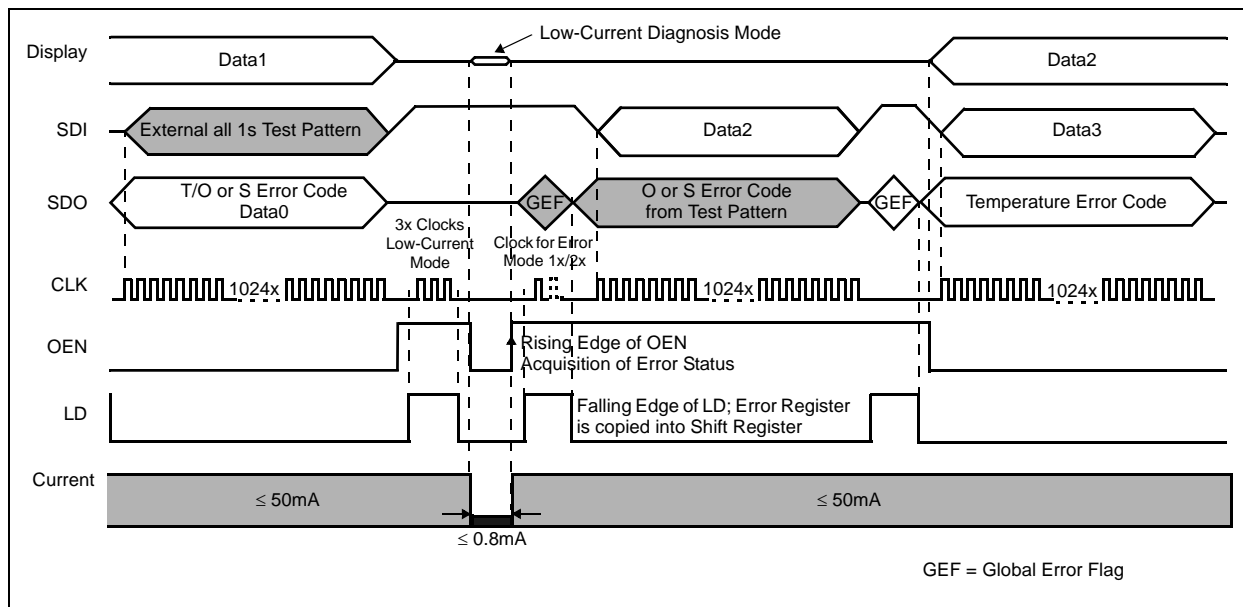 Low-Current Diagnosis Mode
Display
Data1
Data2
SDI
External all 1s Test Pattern
Data2
Data3
SDO
T/O or S Error Code
Data0
GEF
O or S Error Code
from Test Pattern
GEF
Temperature Error Code
3x Clocks
Low-Current
Mode
Clock for Error
Mode 1x/2x
CLK
1024x
1024x
1024x
OEN
Rising Edge of OEN
Acquisition of Error Status
LD
Falling Edge of LD; Error Register
is copied into Shift Register
Current
≤ 50mA
≤ 50mA
≤ 0.8mA
GEF = Global Error Flag